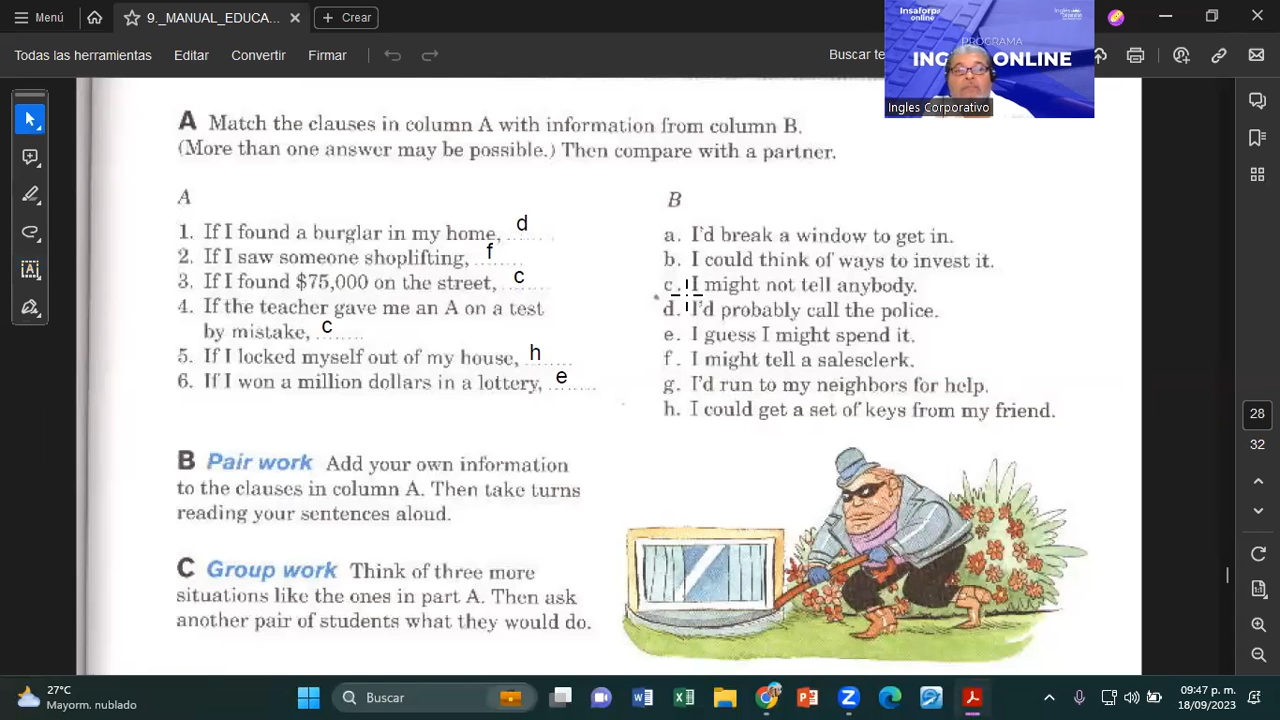 Menú
9._MANUAL_EDUCA...
Crear
Todas las herramientas
Editar
Convertir
Firmar
Buscar te
Insaforp
online
PROGRAMA
ONLINE
Ingles Corporativo
A Match the clauses in column A with information from column B.
(More than one answer may be possible.) Then compare with a partner.
A
1. If I found a burglar in my home, d
2. If I saw someone shoplifting, f
3. If I found $75,000 on the street, c
4. If the teacher gave me an A on a test
by mistake, c
5. If I locked myself out of my house, h
6. If I won a million dollars in a lottery, e
B
a. I'd break a window to get in.
b. I could think of ways to invest it.
c. I might not tell anybody.
d. I'd probably call the police.
e. I guess I might spend it.
f. I might tell a salesclerk.
g. I'd run to my neighbors for help.
h. I could get a set of keys from my friend.
B Pair work Add your own information
to the clauses in column A. Then take turns
reading your sentences aloud.
C Group work Think of three more
situations like the ones in part A. Then ask
another pair of students what they would do.
28
32
27°C
Mayorm. nublado
Buscar
09:47 p. m.
18/09/2023